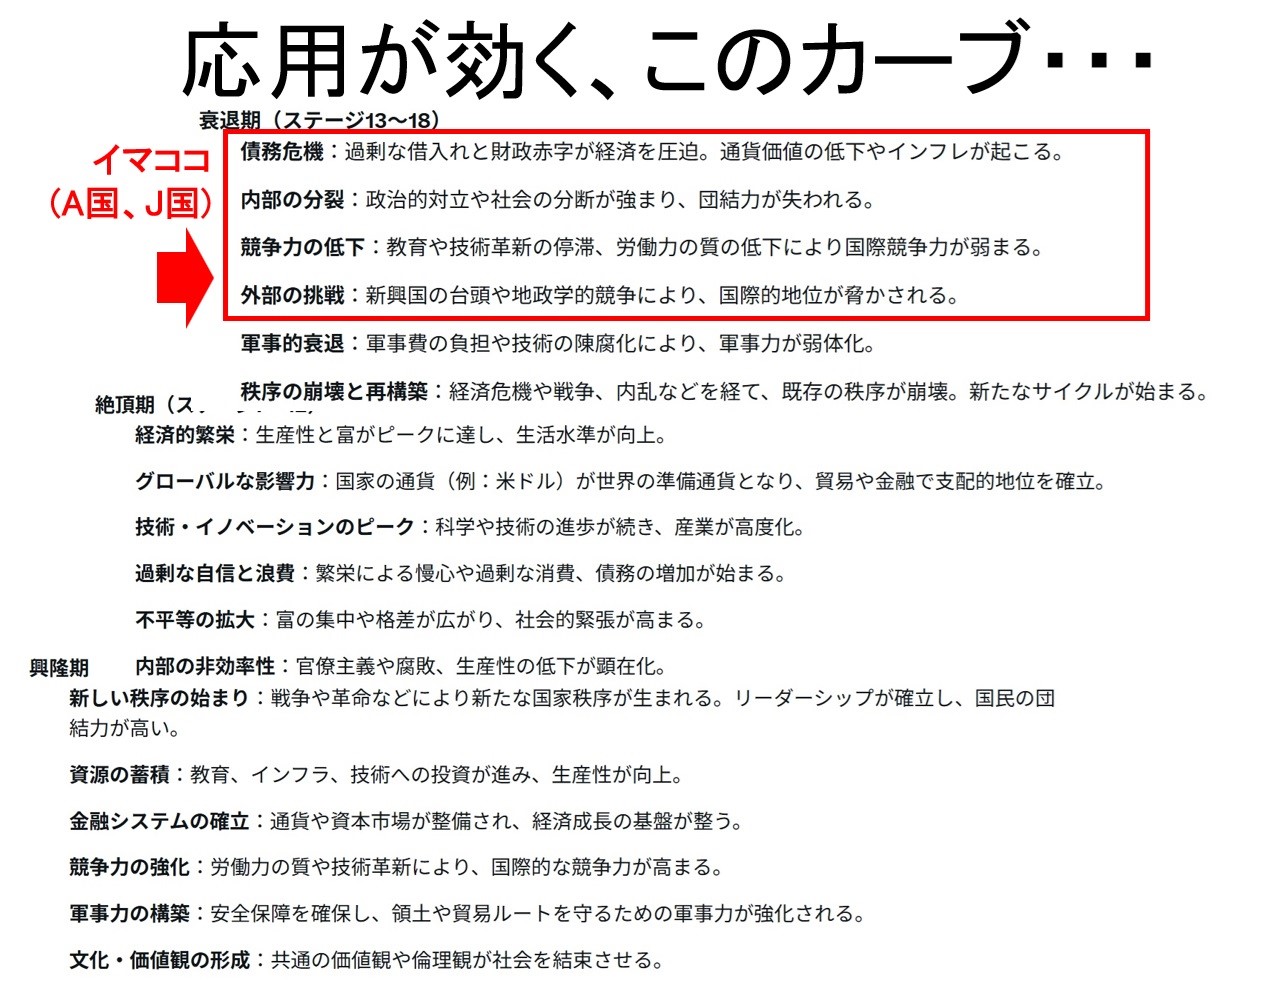 応用が効く、このカーブ・・・
衰退期（ステージ13～18）
イマココ
（A国、J国）
債務危機：過剰な借入れと財政赤字が経済を圧迫。通貨価値の低下やインフレが起こる。
内部の分裂：政治的対立や社会の分断が強まり、団結力が失われる。
競争力の低下：教育や技術革新の停滞、労働力の質の低下により国際競争力が弱まる。
外部の挑戦：新興国の台頭や地政学的競争により、国際的地位が脅かされる。
軍事的衰退：軍事費の負担や技術の陳腐化により、軍事力が弱体化。
秩序の崩壊と再構築：経済危機や戦争、内乱などを経て、既存の秩序が崩壊。新たなサイクルが始まる。
絶頂期（ス
経済的繁栄：生産性と富がピークに達し、生活水準が向上。
グローバルな影響力：国家の通貨（例：米ドル）が世界の準備通貨となり、貿易や金融で支配的地位を確立。
技術・イノベーションのピーク：科学や技術の進歩が続き、産業が高度化。
過剰な自信と浪費：繁栄による慢心や過剰な消費、債務の増加が始まる。
不平等の拡大：富の集中や格差が広がり、社会的緊張が高まる。
内部の非効率性：官僚主義や腐敗、生産性の低下が顕在化。
興隆期
新しい秩序の始まり：戦争や革命などにより新たな国家秩序が生まれる。リーダーシップが確立し、国民の団
結力が高い。
資源の蓄積：教育、インフラ、技術への投資が進み、生産性が向上。
金融システムの確立：通貨や資本市場が整備され、経済成長の基盤が整う。
競争力の強化：労働力の質や技術革新により、国際的な競争力が高まる。
軍事力の構築：安全保障を確保し、領土や貿易ルートを守るための軍事力が強化される。
文化・価値観の形成：共通の価値観や倫理観が社会を結束させる。